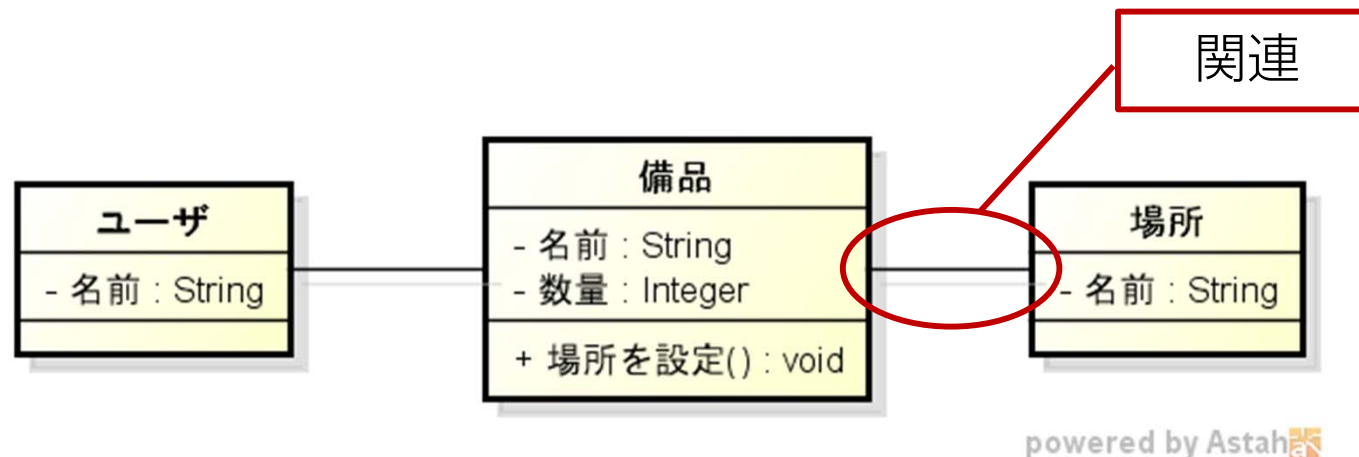 関連
ユーザ
- 名前 : String
備品
- 名前 : String
- 数量 : Integer
+ 場所を設定() : void
場所
- 名前 : String
powered by Astah